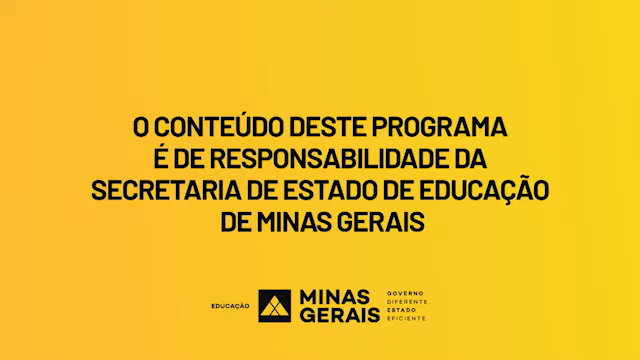 O CONTEÚDO DESTE PROGRAMA
É DE RESPONSABILIDADE DA
SECRETARIA DE ESTADO DE EDUCAÇÃO
DE MINAS GERAIS
EDUCAÇÃO
MINAS
GERAIS
GOVERNO
DIFERENTE.
ESTADO
EFICIENTE.